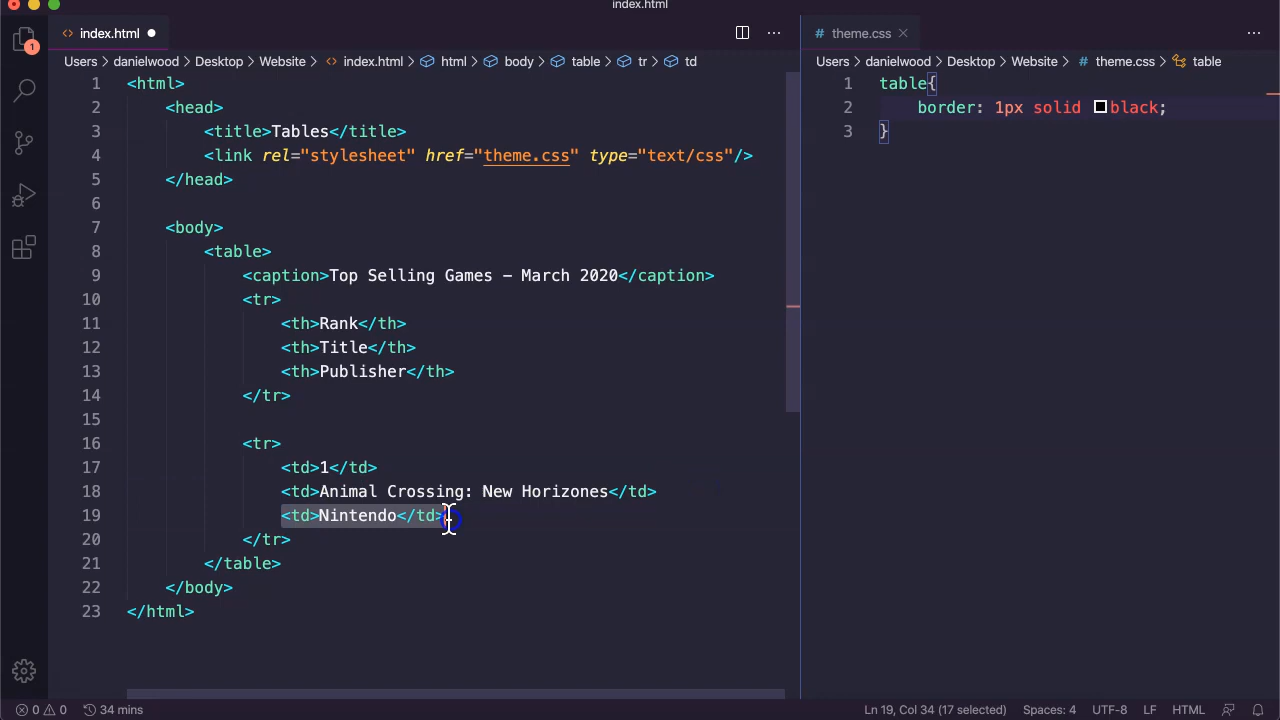 index.html
index.html
theme.css
Users danielwood Desktop Website index.html html body table tr td
Users danielwood Desktop Website theme.css table
1 <html>
2 <head>
3 <title>Tables</title>
4 <link rel="stylesheet" href="theme.css" type="text/css"/>
5 </head>
6
7 <body>
8 <table>
9 <caption>Top Selling Games - March 2020</caption>
10 <tr>
11 <th>Rank</th>
12 <th>Title</th>
13 <th>Publisher</th>
14 </tr>
15
16 <tr>
17 <td>1</td>
18 <td>Animal Crossing: New Horizones</td>
19 <td>Nintendo</td>
20 </tr>
21 </table>
22 </body>
23 </html>
1 table{
2 border: 1px solid black;
3 }
1
0 0 34 mins Ln 19, Col 34 (17 selected) Spaces: 4 UTF-8 LF HTML